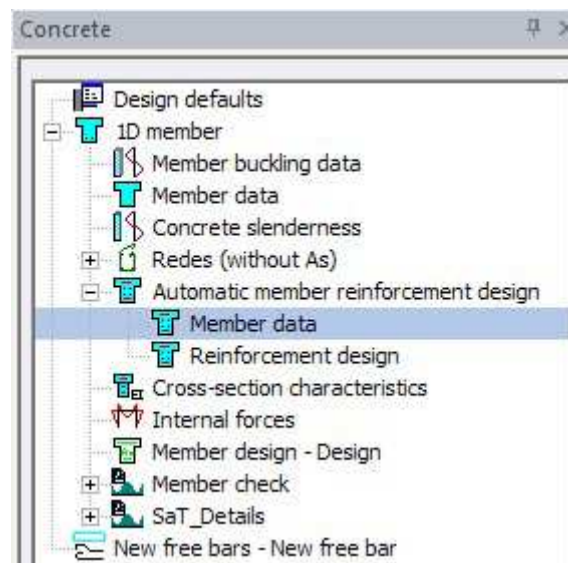 Concrete
Design defaults
1D member
Member buckling data
Member data
Concrete slenderness
Redes (without As)
Automatic member reinforcement design
Member data
Reinforcement design
Cross-section characteristics
Internal forces
Member design - Design
Member check
SaT_Details
New free bars - New free bar